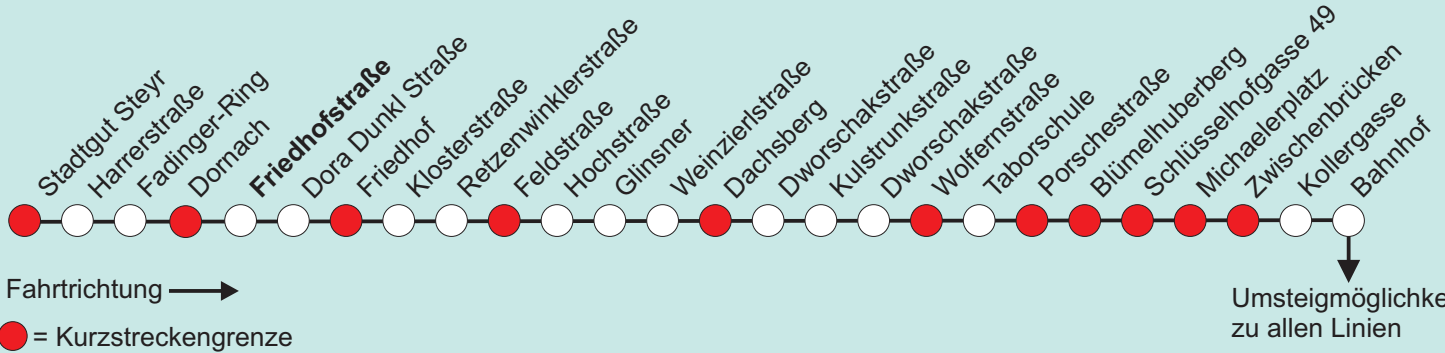 Stadtgut Steyr
Harrerstraße
Fadinger-Ring
Dornach
Friedhofstraße
Dora Dunkl Straße
Friedhof
Klosterstraße
Retzenwinklerstraße
Feldstraße
Hochstraße
Glinsner
Weinzierlstraße
Dachsberg
Dworschakstraße
Kulstrunkstraße
Dworschakstraße
Wolfernstraße
Taborschule
Porschestraße
Blümelhuberberg
Schlüsselhofgasse 49
Michaelerplatz
Zwischenbrücken
Kollergasse
Bahnhof
Fahrtrichtung
= Kurzstreckengrenze
Umsteigmöglichke
zu allen Linien